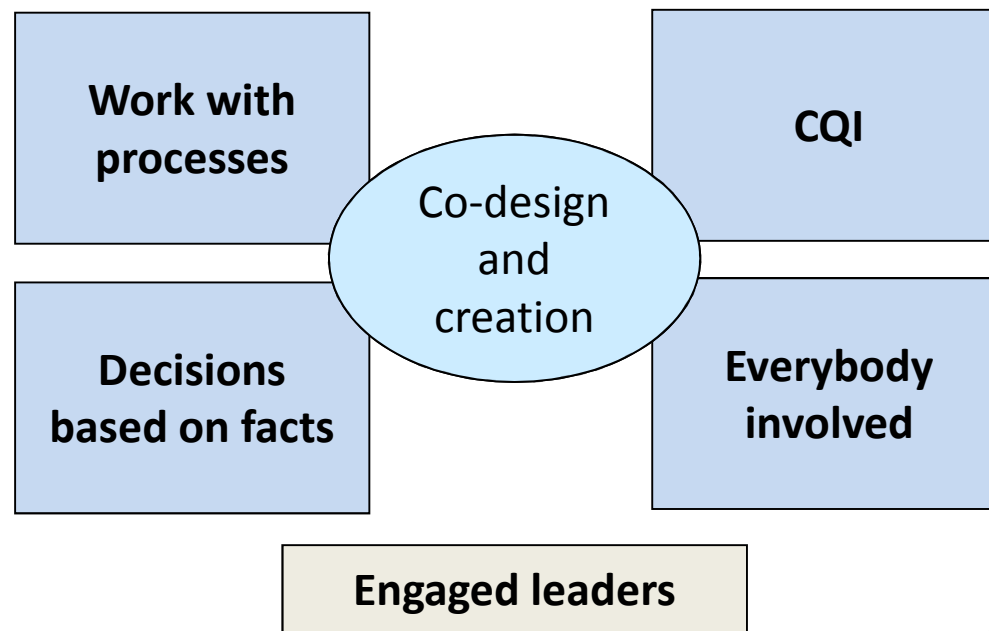 Work with
processes
CQI
Co-design
and
creation
Decisions
based on facts
Everybody
involved
Engaged leaders